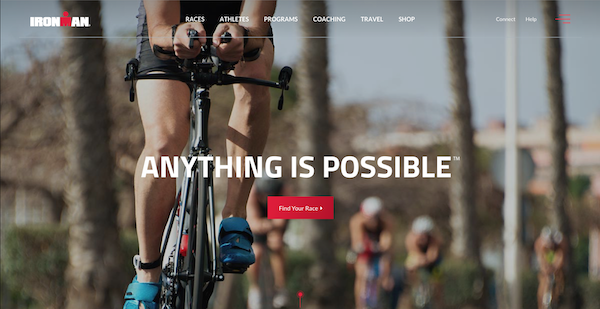 IRONMAN.
RACES ATHLETES PROGRAMS COACHING TRAVEL SHOP Connect Help
ANYTHING IS POSSIBLE™
Find Your Race